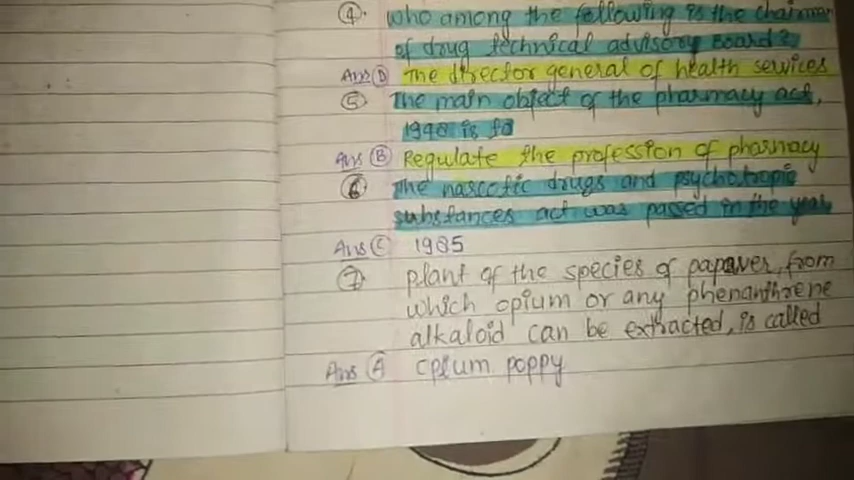 4. who among the following is the chairman
of drug technical advisory Board?
Ans D The director general of health services
5 The main object of the pharmacy act,
1948 is to
Ans B Regulate the profession of pharmacy
6 The narcotic drugs and psychotropic
substances act was passed in the year
Ans C 1985
7 plant of the species of papaver, from
which opium or any phenanthrene
alkaloid can be extracted, is called
Ans A opium poppy